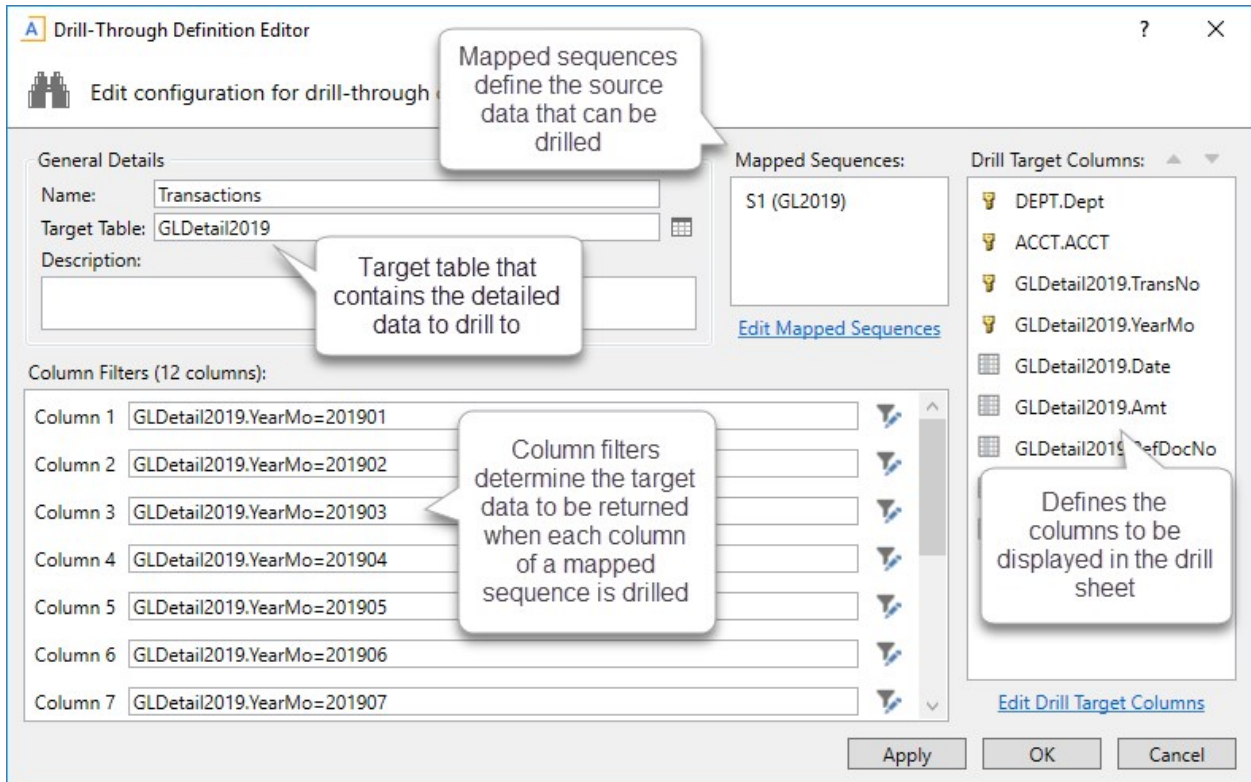 A Drill-Through Definition Editor
? X
Edit configuration for drill-through
Mapped sequences
define the source
data that can be
drilled
General Details
Name: Transactions
Target Table: GLDetail2019
Description:
Target table that
contains the detailed
data to drill to
Mapped Sequences:
S1 (GL2019)
Edit Mapped Sequences
Drill Target Columns:
DEPT.Dept
ACCT.ACCT
GLDetail2019.TransNo
GLDetail2019.YearMo
GLDetail2019.Date
GLDetail2019.Amt
Defines the
columns to be
displayed in the drill
sheet
Edit Drill Target Columns
Column Filters (12 columns):
Column 1 GLDetail2019.YearMo=201901
Column 2 GLDetail2019.YearMo=201902
Column 3 GLDetail2019.YearMo=201903
Column 4 GLDetail2019.YearMo=201904
Column 5 GLDetail2019.YearMo=201905
Column 6 GLDetail2019.YearMo=201906
Column 7 GLDetail2019.YearMo=201907
Column filters
determine the target
data to be returned
when each column
of a mapped
sequence is drilled
Apply OK Cancel